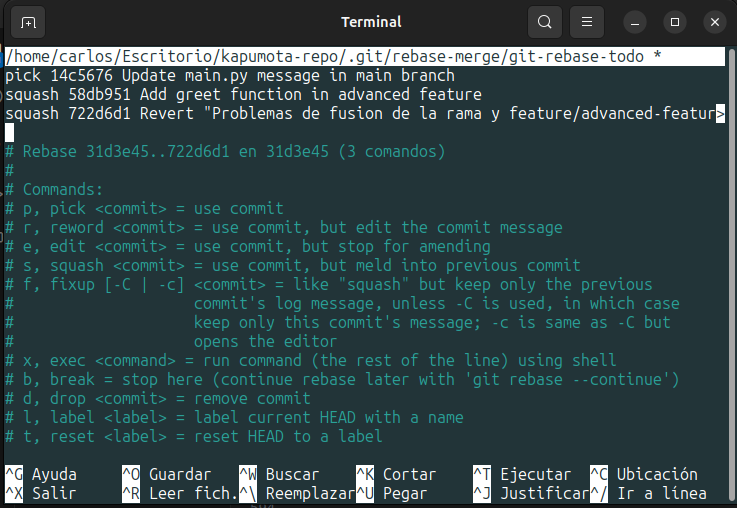 Terminal
/home/carlos/Escritorio/kapumota-repo/.git/rebase-merge/git-rebase-todo *
pick 14c5676 Update main.py message in main branch
squash 58db951 Add greet function in advanced feature
squash 722d6d1 Revert "Problemas de fusion de la rama y feature/advanced-featur>
# Rebase 31d3e45..722d6d1 en 31d3e45 (3 comandos)
#
# Commands:
# p, pick <commit> = use commit
# r, reword <commit> = use commit, but edit the commit message
# e, edit <commit> = use commit, but stop for amending
# s, squash <commit> = use commit, but meld into previous commit
# f, fixup [-C | -c] <commit> = like "squash" but keep only the previous
#                    commit's log message, unless -C is used, in which case
#                    keep only this commit's message; -c is same as -C but
#                    opens the editor
# x, exec <command> = run command (the rest of the line) using shell
# b, break = stop here (continue rebase later with 'git rebase --continue')
# d, drop <commit> = remove commit
# l, label <label> = label current HEAD with a name
# t, reset <label> = reset HEAD to a label
^G Ayuda ^O Guardar ^W Buscar ^K Cortar ^T Ejecutar ^C Ubicación
^X Salir ^R Leer fich. ^\ Reemplazar ^U Pegar ^J Justificar ^/ Ir a línea